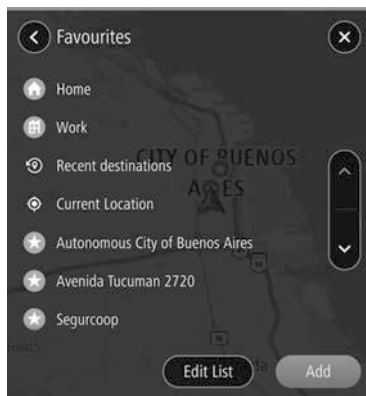 Favourites
Home
Work
Recent destinations
CITY OF BUENOS
AIRES
Current Location
Autonomous City of Buenos Aires
Avenida Tucuman 2720
Segurcoop
Edit List
Add